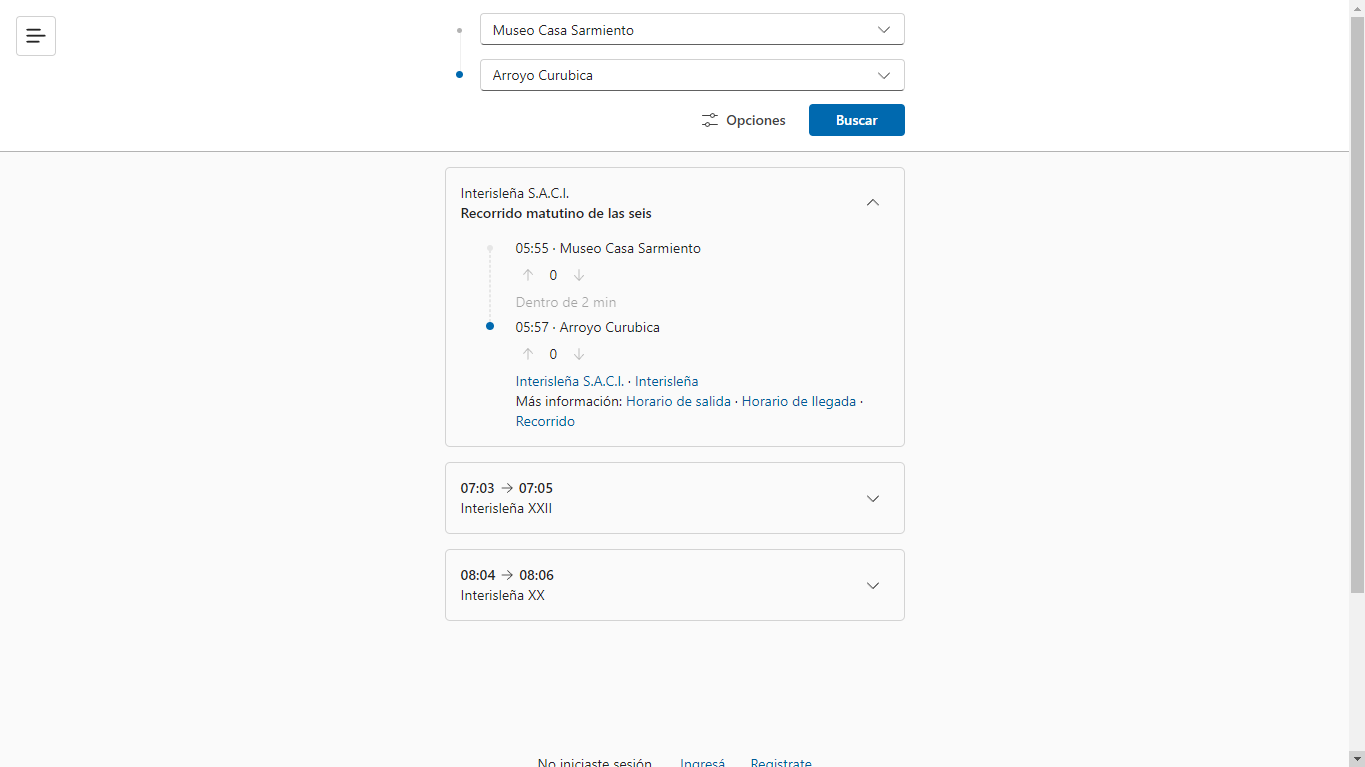 Museo Casa Sarmiento
Arroyo Curubica
Opciones
Buscar
Interisleña S.A.C.I.
Recorrido matutino de las seis
05:55 · Museo Casa Sarmiento
0
Dentro de 2 min
05:57 · Arroyo Curubica
0
Interisleña S.A.C.I. · Interisleña
Más información: Horario de salida · Horario de llegada ·
Recorrido
07:03 → 07:05
Interisleña XXII
08:04 → 08:06
Interisleña XX
No iniciaste sesión Ingresá Registrate